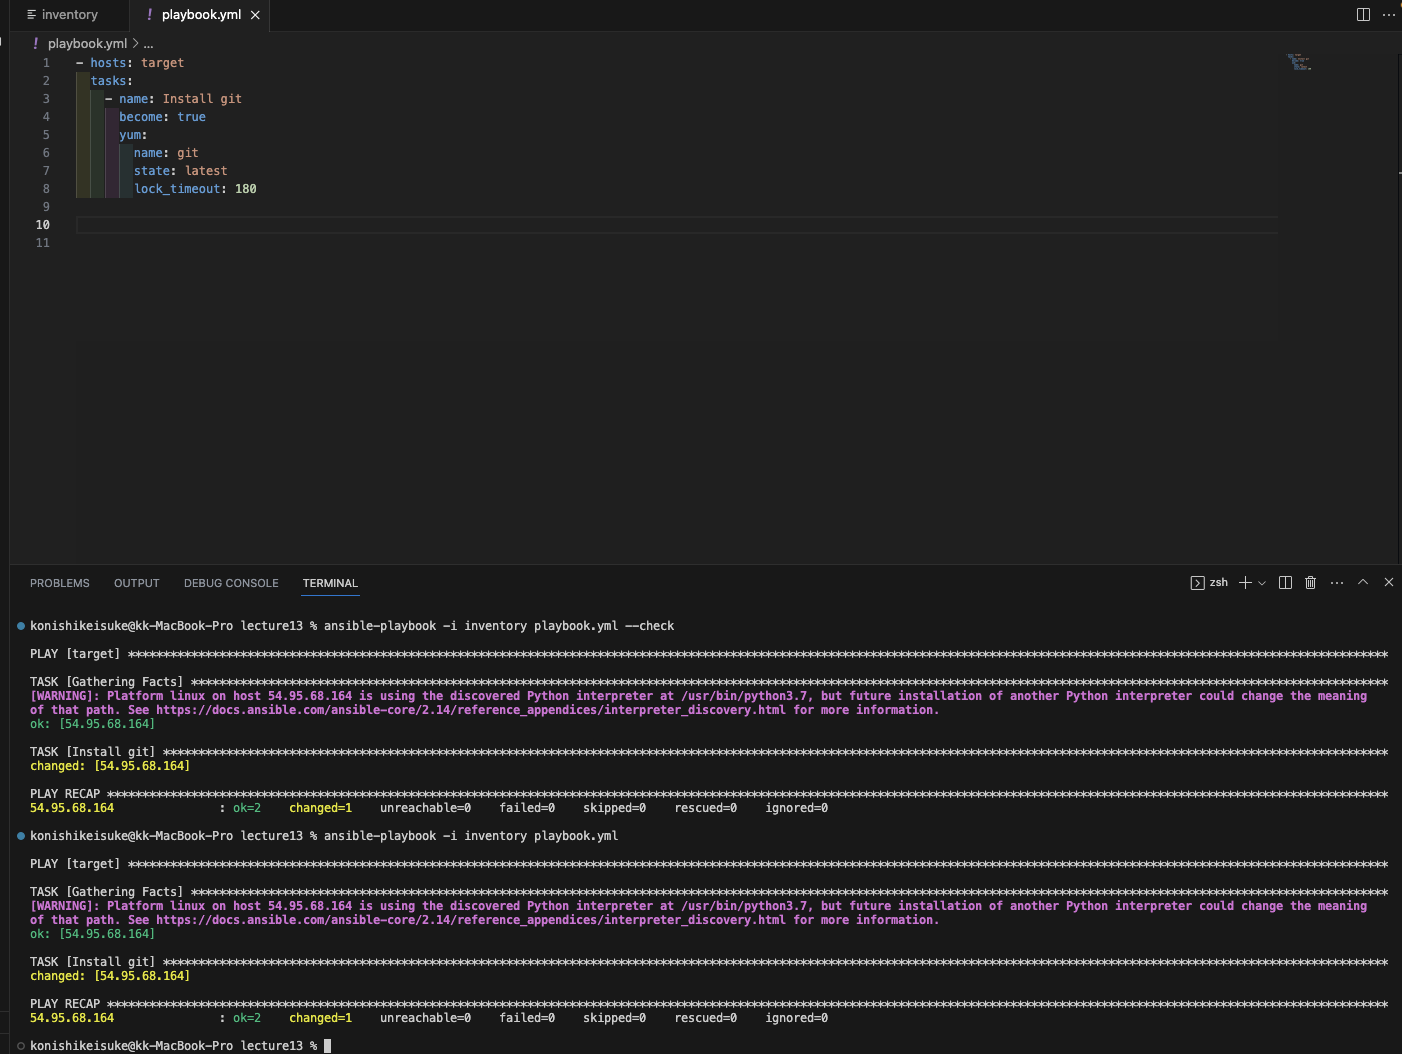 inventory
! playbook.yml
! playbook.yml > ...
1 - hosts: target
2 tasks:
3 - name: Install git
4 become: true
5 yum:
6 name: git
7 state: latest
8 lock_timeout: 180
9
10
11
PROBLEMS OUTPUT DEBUG CONSOLE TERMINAL
zsh
konishikeisuke@kk-MacBook-Pro lecture13 % ansible-playbook -i inventory playbook.yml --check
PLAY [target] ******************************************************************************************************************************************************************************
TASK [Gathering Facts] *********************************************************************************************************************************************************************
[WARNING]: Platform linux on host 54.95.68.164 is using the discovered Python interpreter at /usr/bin/python3.7, but future installation of another Python interpreter could change the meaning
of that path. See https://docs.ansible.com/ansible-core/2.14/reference_appendices/interpreter_discovery.html for more information.
ok: [54.95.68.164]
TASK [Install git] *************************************************************************************************************************************************************************
changed: [54.95.68.164]
PLAY RECAP *********************************************************************************************************************************************************************************
54.95.68.164 : ok=2 changed=1 unreachable=0 failed=0 skipped=0 rescued=0 ignored=0
konishikeisuke@kk-MacBook-Pro lecture13 % ansible-playbook -i inventory playbook.yml
PLAY [target] ******************************************************************************************************************************************************************************
TASK [Gathering Facts] *********************************************************************************************************************************************************************
[WARNING]: Platform linux on host 54.95.68.164 is using the discovered Python interpreter at /usr/bin/python3.7, but future installation of another Python interpreter could change the meaning
of that path. See https://docs.ansible.com/ansible-core/2.14/reference_appendices/interpreter_discovery.html for more information.
ok: [54.95.68.164]
TASK [Install git] *************************************************************************************************************************************************************************
changed: [54.95.68.164]
PLAY RECAP *********************************************************************************************************************************************************************************
54.95.68.164 : ok=2 changed=1 unreachable=0 failed=0 skipped=0 rescued=0 ignored=0
konishikeisuke@kk-MacBook-Pro lecture13 %